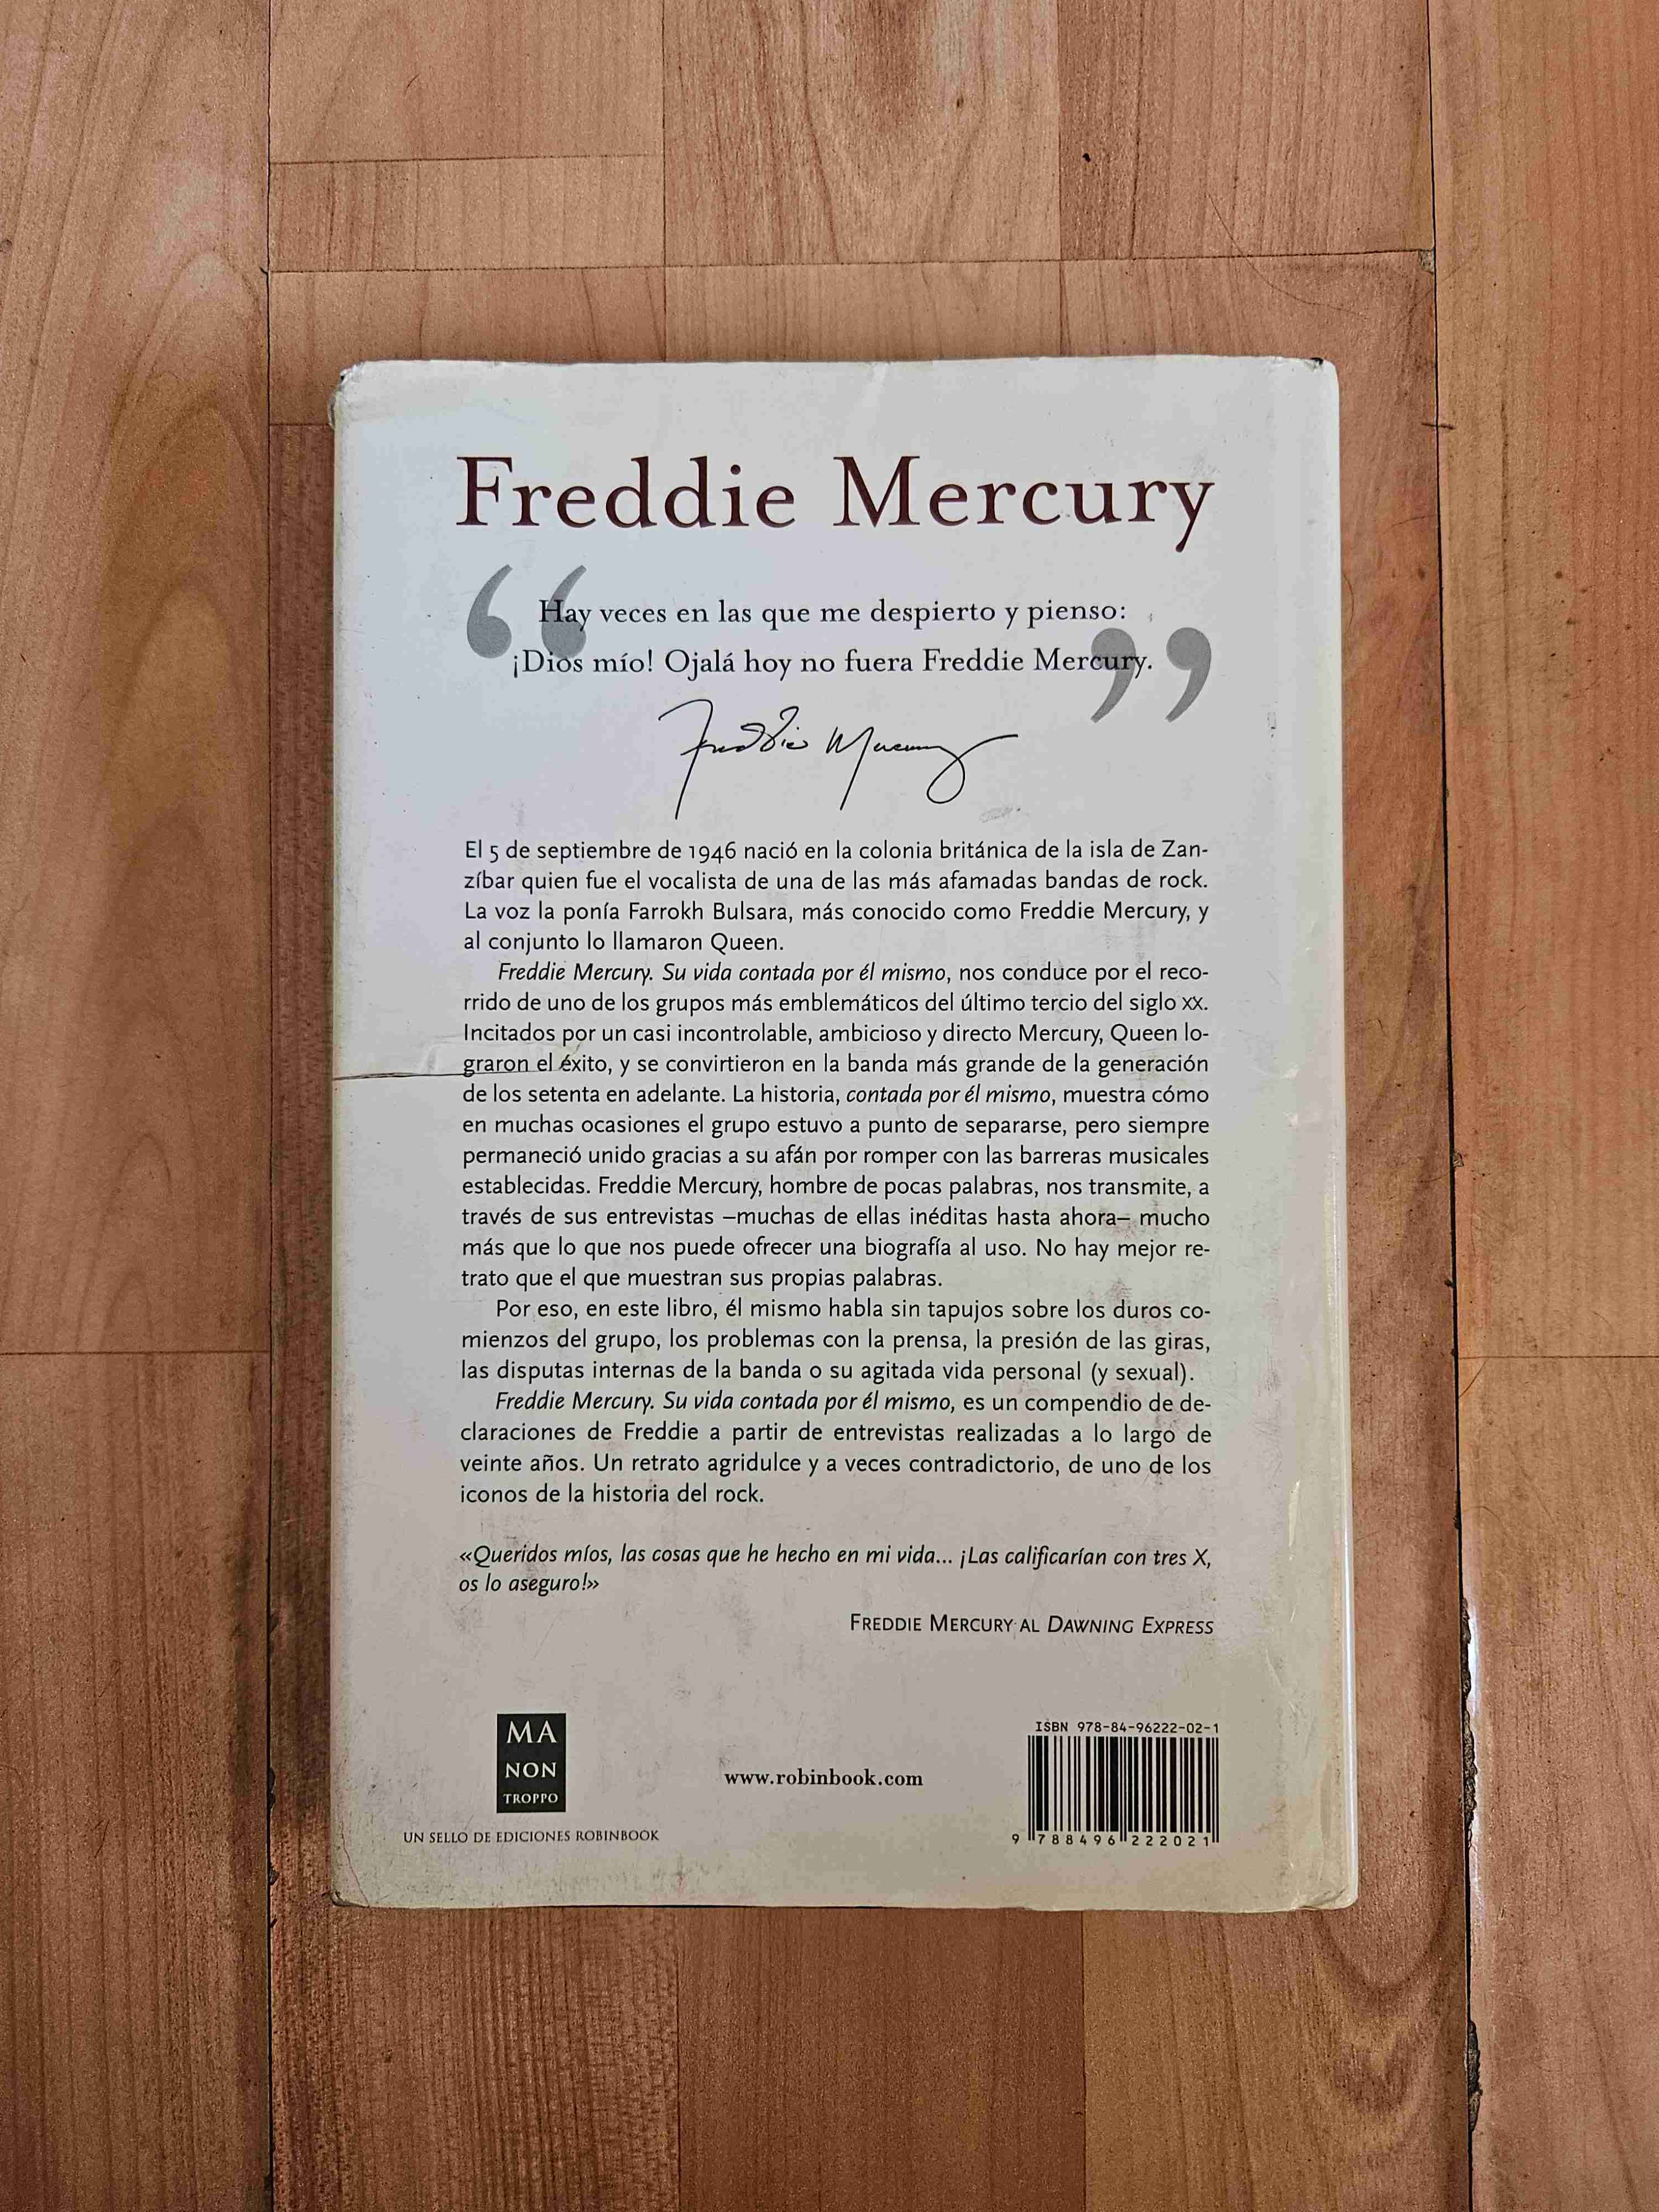 Freddie Mercury
“Hay veces en las que me despierto y pienso:
¡Dios mío! Ojalá hoy no fuera Freddie Mercury.”
Freddie Mercury
El 5 de septiembre de 1946 nació en la colonia británica de la isla de Zan-
zíbar quien fue el vocalista de una de las más afamadas bandas de rock.
La voz la ponía Farrokh Bulsara, más conocido como Freddie Mercury, y
al conjunto lo llamaron Queen.
Freddie Mercury. Su vida contada por él mismo, nos conduce por el reco-
rrido de uno de los grupos más emblemáticos del último tercio del siglo XX.
Incitados por un casi incontrolable, ambicioso y directo Mercury, Queen lo-
graron el éxito, y se convirtieron en la banda más grande de la generación
de los setenta en adelante. La historia, contada por él mismo, muestra cómo
en muchas ocasiones el grupo estuvo a punto de separarse, pero siempre
permaneció unido gracias a su afán por romper con las barreras musicales
establecidas. Freddie Mercury, hombre de pocas palabras, nos transmite, a
través de sus entrevistas –muchas de ellas inéditas hasta ahora– mucho
más que lo que nos puede ofrecer una biografía al uso. No hay mejor re-
trato que el que muestran sus propias palabras.
Por eso, en este libro, él mismo habla sin tapujos sobre los duros co-
mienzos del grupo, los problemas con la prensa, la presión de las giras,
las disputas internas de la banda o su agitada vida personal (y sexual).
Freddie Mercury. Su vida contada por él mismo, es un compendio de de-
claraciones de Freddie a partir de entrevistas realizadas a lo largo de
veinte años. Un retrato agridulce y a veces contradictorio, de uno de los
iconos de la historia del rock.
«Queridos míos, las cosas que he hecho en mi vida... ¡Las calificarían con tres X,
os lo aseguro!»
FREDDIE MERCURY AL DAWNING EXPRESS
MA
NON
TROPPO
UN SELLO DE EDICIONES ROBINBOOK
www.robinbook.com
ISBN 978-84-96222-02-1
9 788496 222021